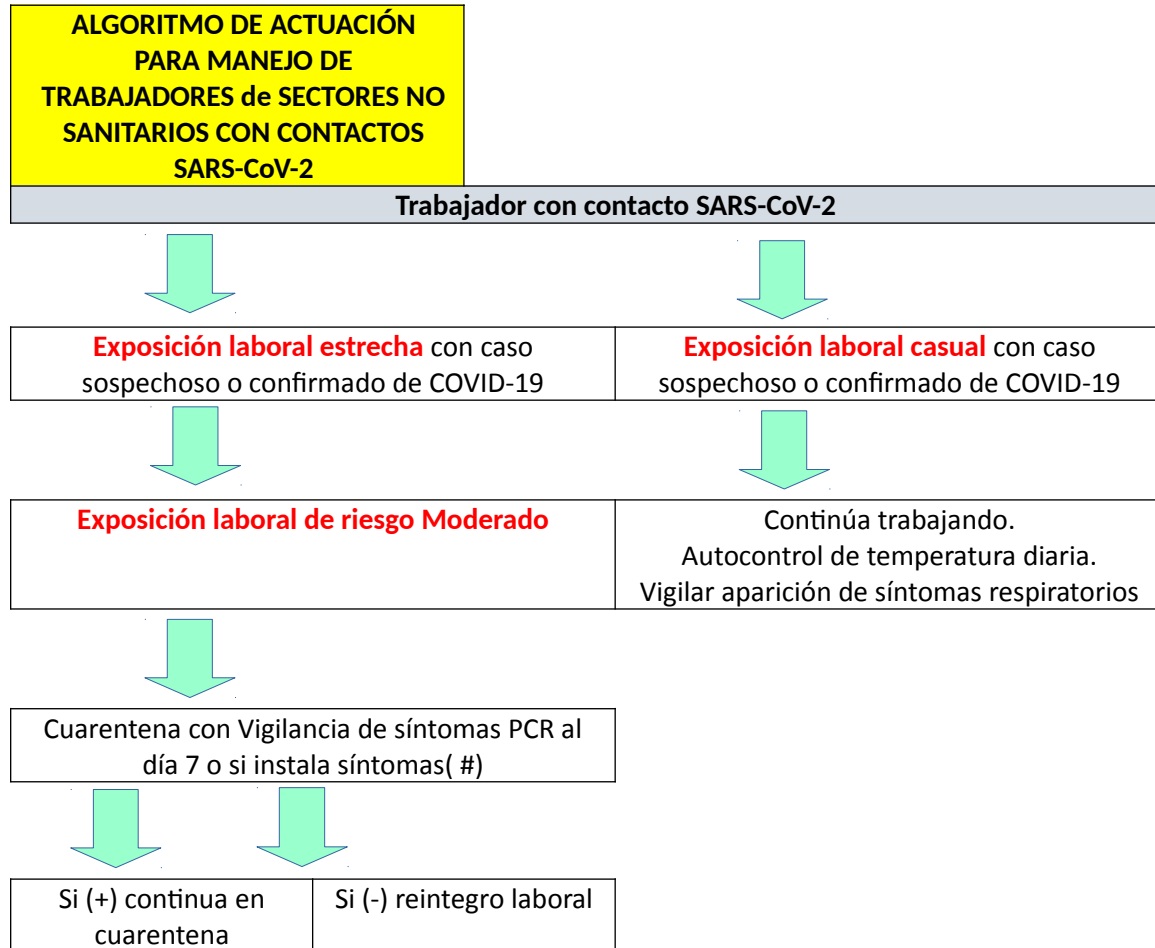 ALGORITMO DE ACTUACIÓN
PARA MANEJO DE
TRABAJADORES de SECTORES NO
SANITARIOS CON CONTACTOS
SARS-CoV-2
Trabajador con contacto SARS-CoV-2
Exposición laboral estrecha con caso
sospechoso o confirmado de COVID-19
Exposición laboral casual con caso
sospechoso o confirmado de COVID-19
Exposición laboral de riesgo Moderado
Continúa trabajando.
Autocontrol de temperatura diaria.
Vigilar aparición de síntomas respiratorios
Cuarentena con Vigilancia de síntomas PCR al
día 7 o si instala síntomas( #)
Si (+) continua en
cuarentena
Si (-) reintegro laboral